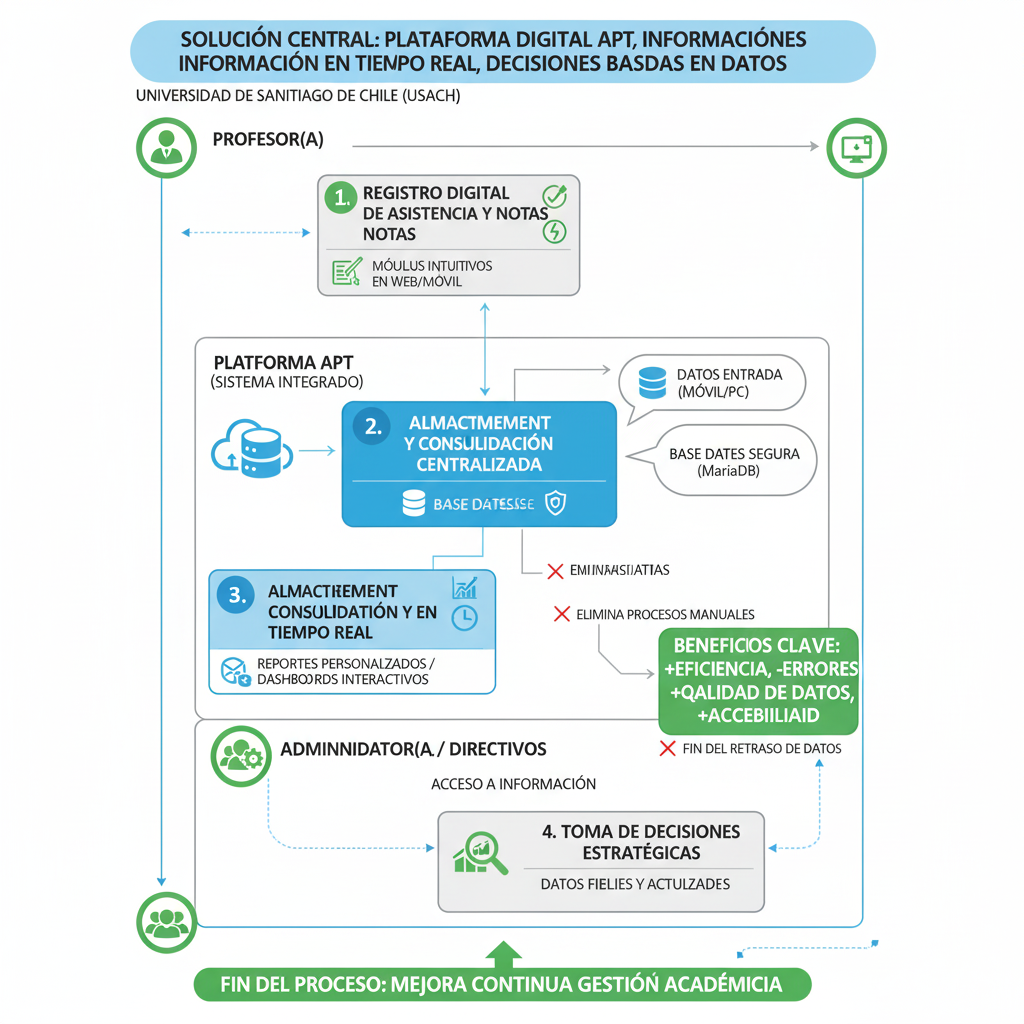 SOLUCIÓN CENTRAL: PLATAFORMA DIGITAL APT, INFORMACIÓNES
INFORMACIÓN EN TIEMPO REAL, DECISIONES BASDAS EN DATOS
UNIVERSIDAD DE SANITIAGO DE CHILE (USACH)
PROFESOR(A)
1. REGISTRO DIGITAL
DE ASISTENCIA Y NOTAS
NOTAS
MÓULUS INTUITIVOS
EN WEB/MÓVIL
PLATFORMA APT
(SISTEMA INTEGRADO)
DATOS ENTRADA
(MÓVIL/PC)
2. ALMACTMEMENT
Y CONSULIDACIÓN
CENTRALIZADA
BASE DATES SEGURA
(MariaDB)
BASE
EMINMASIATIAS
ELIMINA PROCESOS MANUALES
3. ALMACTIEMENT
CONSULIDATIÓN Y EN
TIEMPO REAL
REPORTES PERSONALZADOS /
DASHBOORDS INTERACTIVOS
BENEFICIOS CLAVE:
+EFICIENCIA, -ERRORES
+QALIDAD DE DATOS,
+ACCEBILIAID
FIN DEL RETRASO DE DATOS
ADMINNIDATOR(A. / DIRECTIVOS
ACCESO A INFORMACIÓN
4. TOMA DE DECISIONES
ESTRATÉGICAS
DATOS FIELIES Y ACTULZADES
FIN DEL PROCESO: MEJORA CONTINUA GESTIÓN ACADÉMICIA